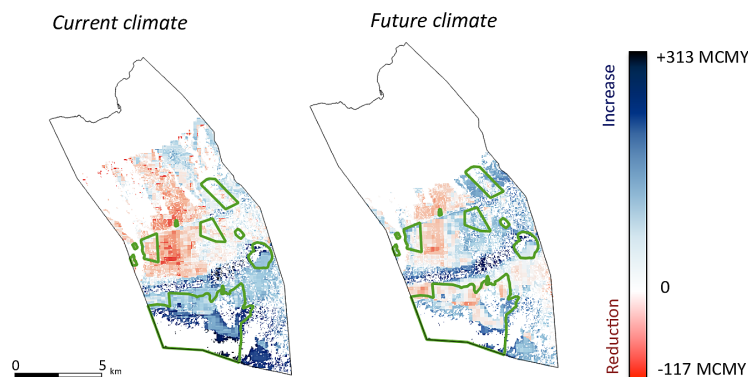 Current climate
Future climate
+313 MCMY
Increase
0
Reduction
-117 MCMY
0
5 km